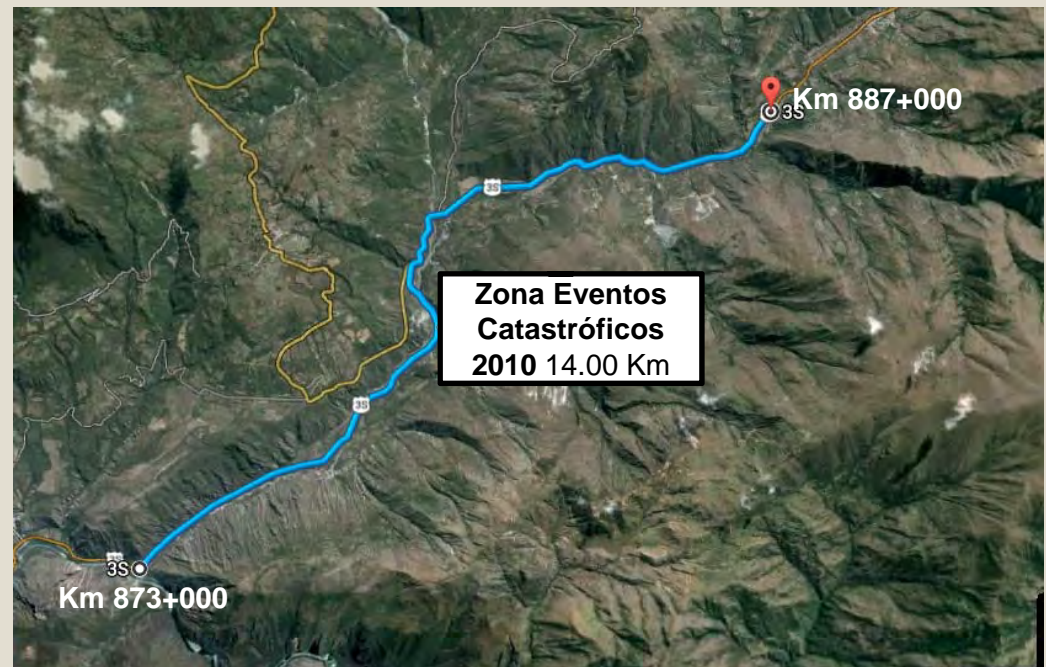 Km 887+000
3S
3S
Zona Eventos
Catastróficos
2010 14.00 Km
3S
3S
Km 873+000